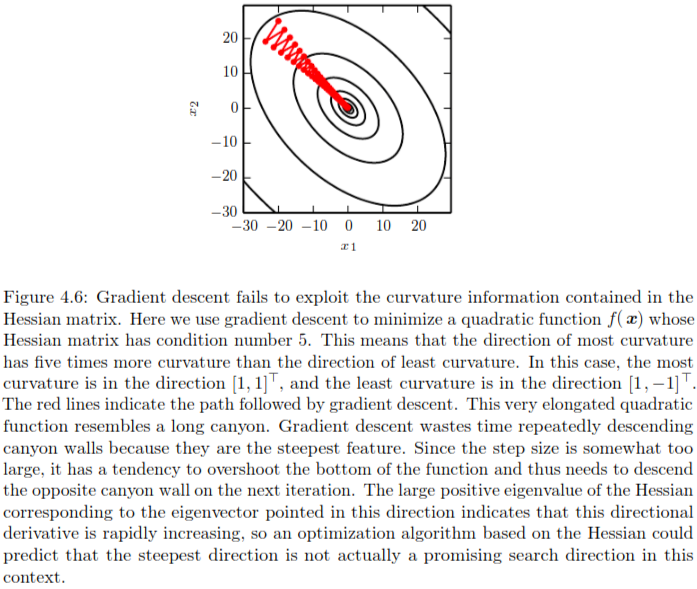 20
10
0
−10
−20
−30
x2
−30 −20 −10 0 10 20
x1
Figure 4.6: Gradient descent fails to exploit the curvature information contained in the
Hessian matrix. Here we use gradient descent to minimize a quadratic function f( x) whose
Hessian matrix has condition number 5. This means that the direction of most curvature
has five times more curvature than the direction of least curvature. In this case, the most
curvature is in the direction [1, 1]⊤, and the least curvature is in the direction [1, −1]⊤.
The red lines indicate the path followed by gradient descent. This very elongated quadratic
function resembles a long canyon. Gradient descent wastes time repeatedly descending
canyon walls because they are the steepest feature. Since the step size is somewhat too
large, it has a tendency to overshoot the bottom of the function and thus needs to descend
the opposite canyon wall on the next iteration. The large positive eigenvalue of the Hessian
corresponding to the eigenvector pointed in this direction indicates that this directional
derivative is rapidly increasing, so an optimization algorithm based on the Hessian could
predict that the steepest direction is not actually a promising search direction in this
context.